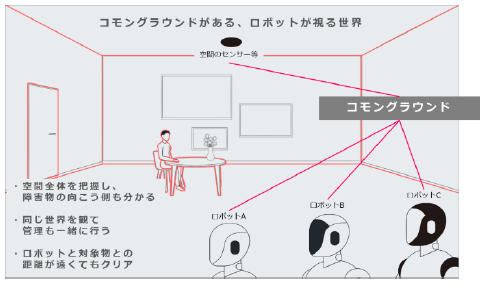 コモングラウンドがある、ロボットが視る世界
空間のセンサー等
コモングラウンド
・空間全体を把握し、
障害物の向こう側も分かる
・同じ世界を観て
管理も一緒に行う
・ロボットと対象物との
距離が遠くてもクリア
ロボットA
ロボットB
ロボットC